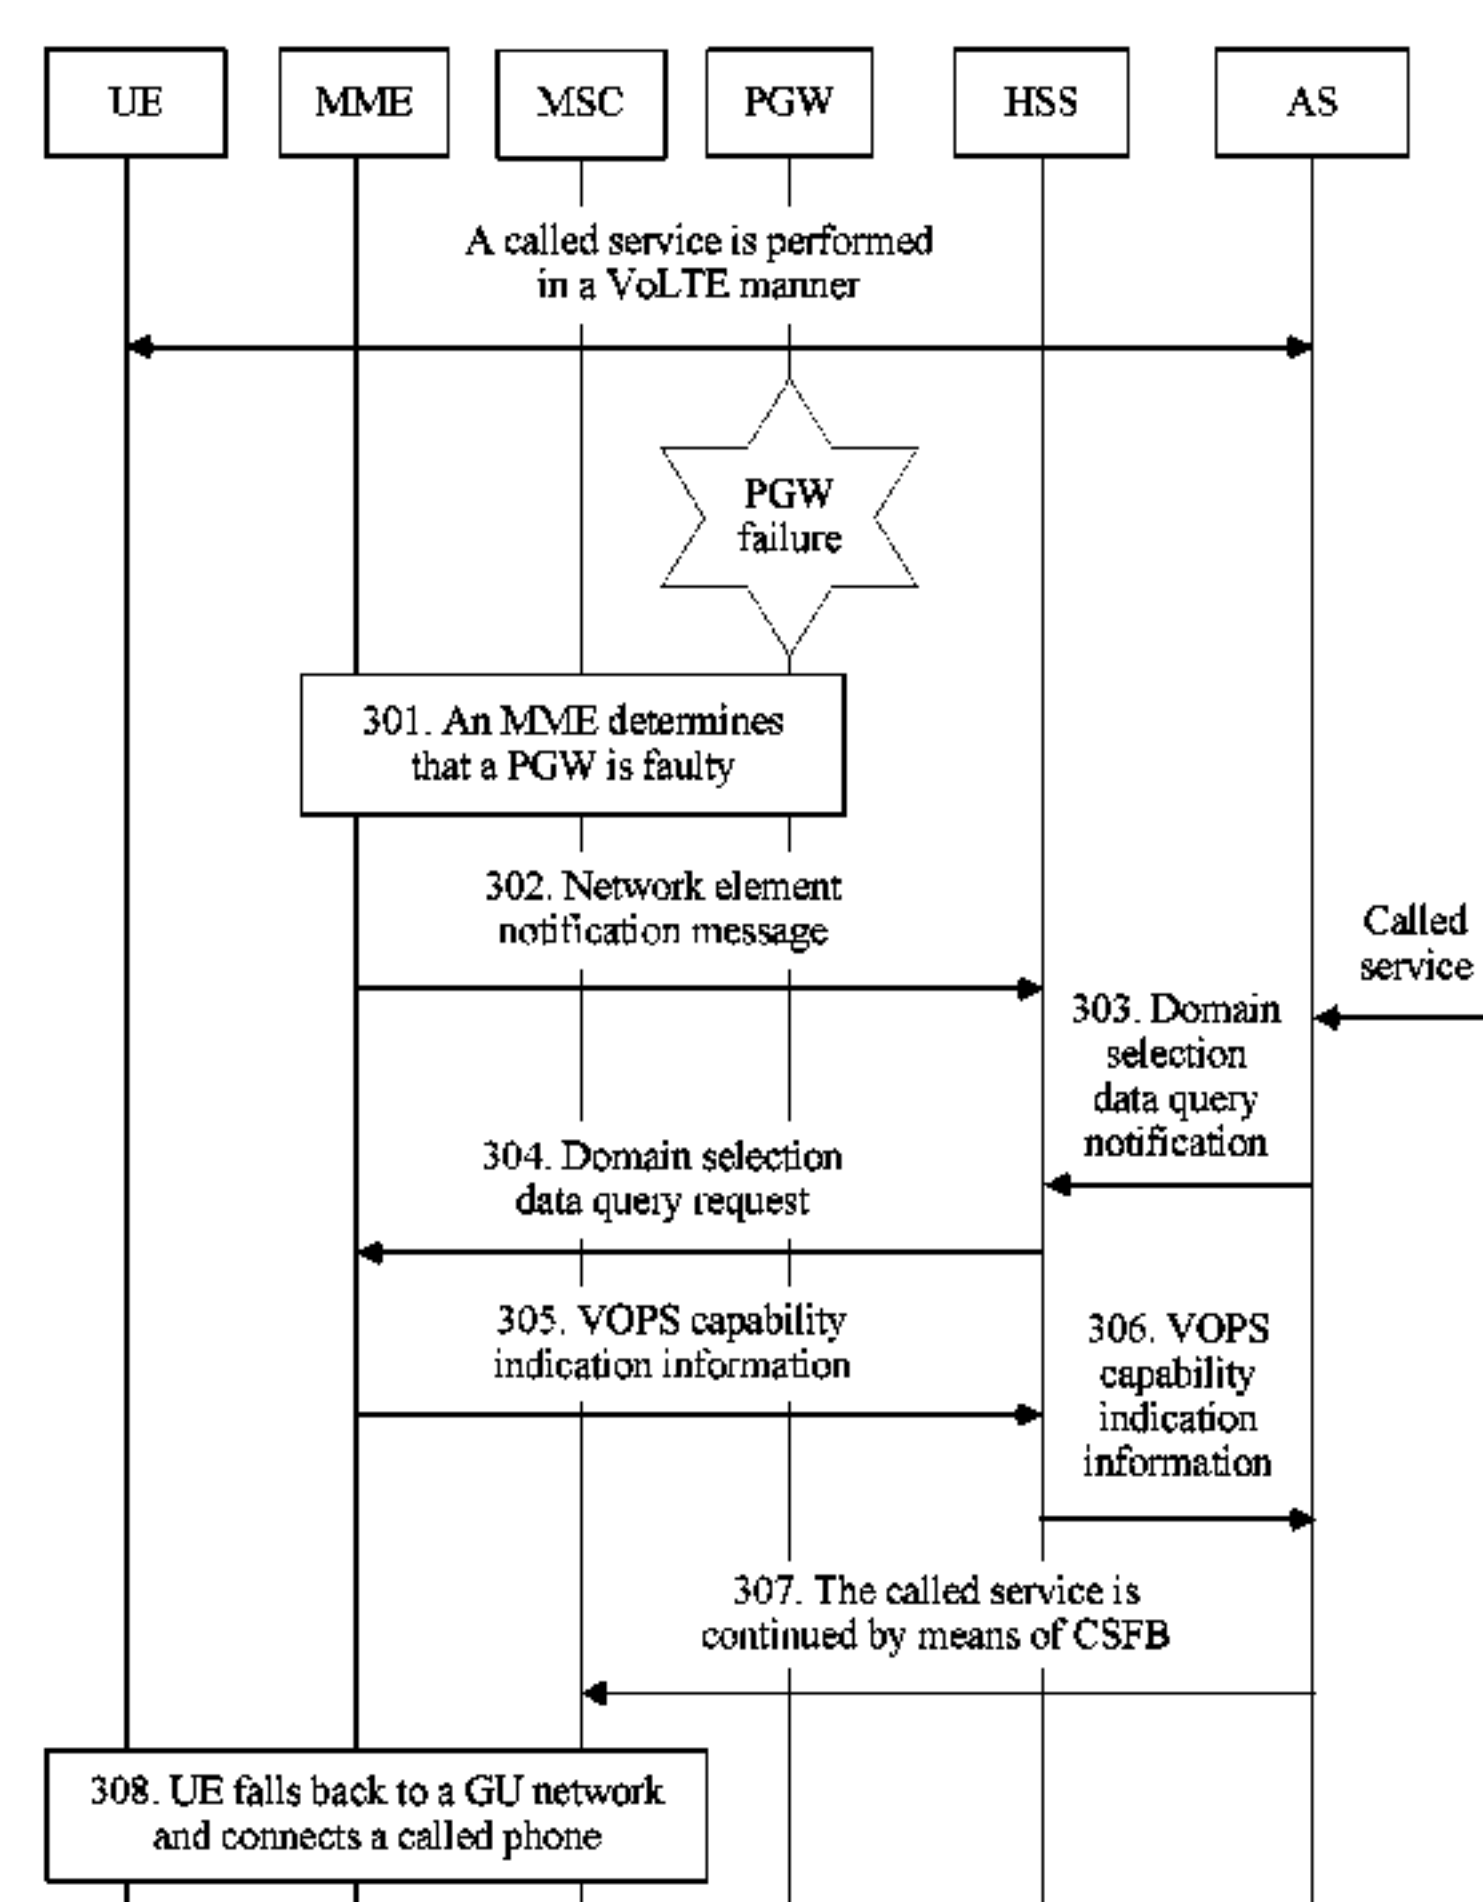 UE
MME
MSC
PGW
HSS
AS
A called service is performed
in a VoLTE manner
PGW
failure
301. An MME determines
that a PGW is faulty
302. Network element
notification message
Called
service
303. Domain
selection
data query
notification
304. Domain selection
data query request
305. VOPS capability
indication information
306. VOPS
capability
indication
information
307. The called service is
continued by means of CSFB
308. UE falls back to a GU network
and connects a called phone